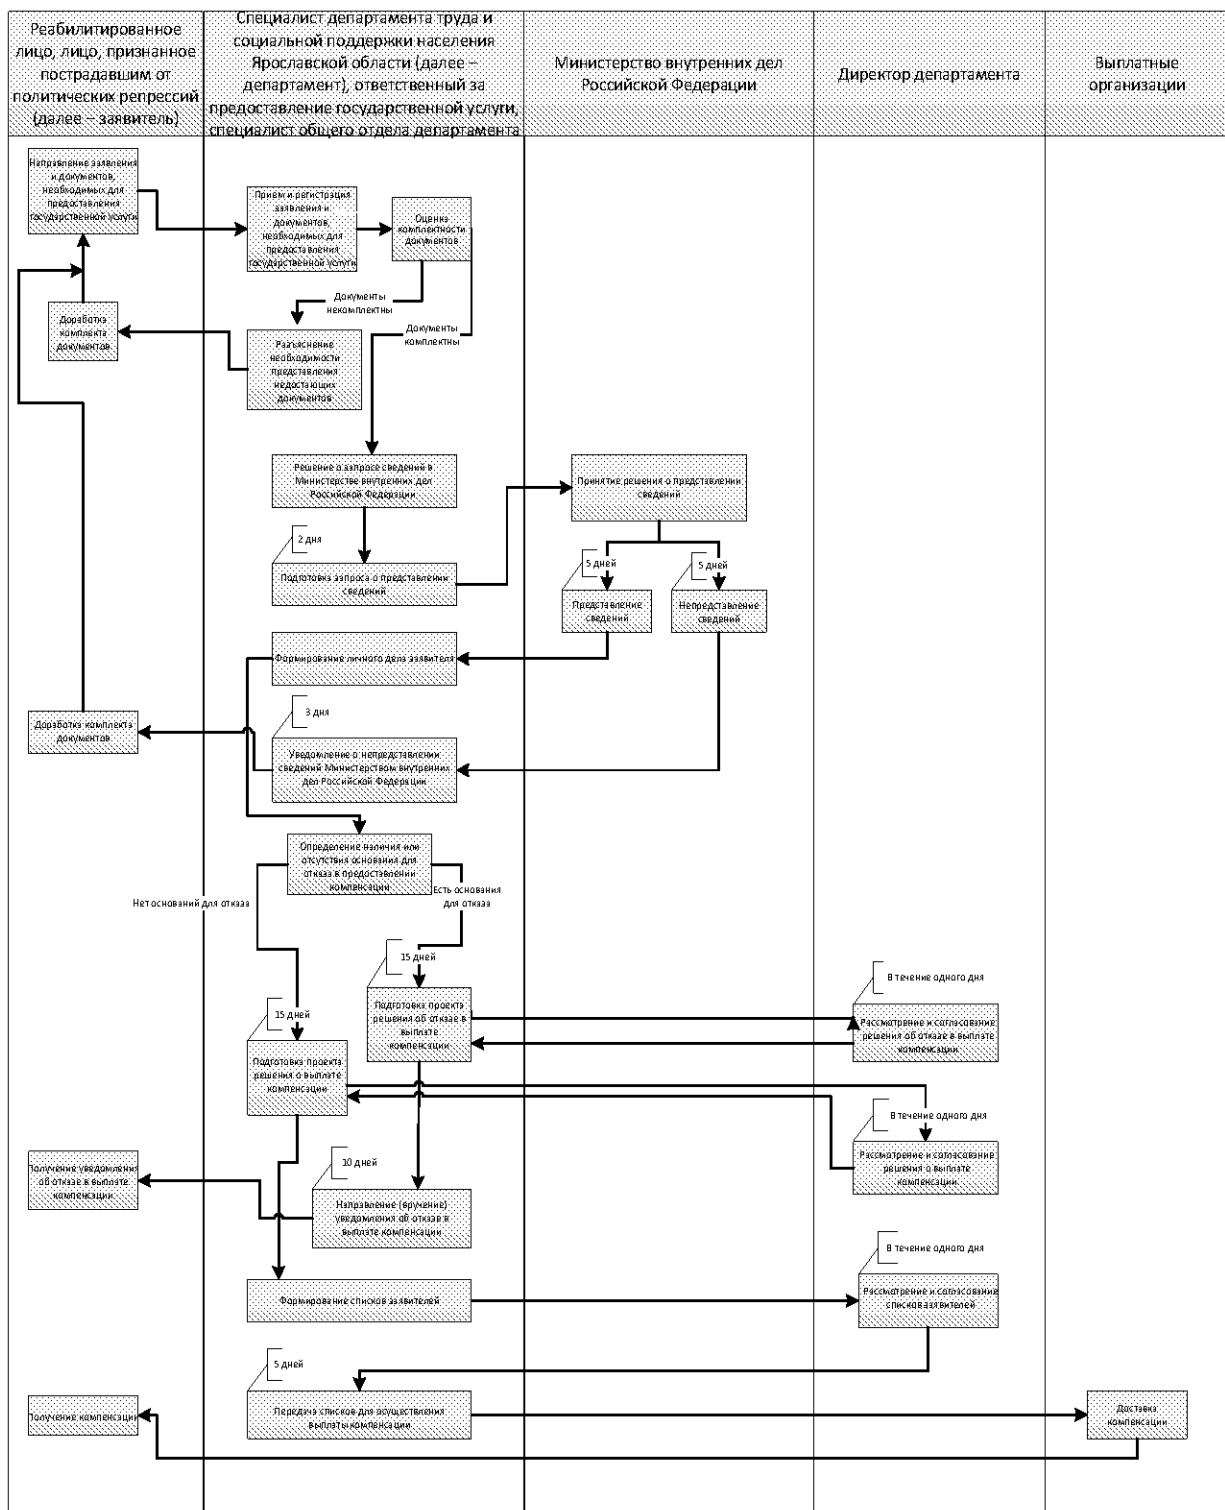 Реабилитированное
лицо, лицо, признанное
пострадавшим от
политических репрессий
(далее – заявитель)
Специалист департамента труда и
социальной поддержки населения
Ярославской области (далее –
департамент), ответственный за
предоставление государственной услуги,
специалист общего отдела департамента
Министерство внутренних дел
Российской Федерации
Директор департамента
Выплатные
организации
Направление заявления
и документов,
необходимых для
предоставления
государственной услуги
Прием и регистрация
заявления и
документов,
необходимых для
предоставления
государственной услуги
Оценка
комплектности
документов
Документы
некомплектны
Документы
комплектны
Доработка
комплекта
документов
Разъяснение
необходимости
представления
недостающих
документов
Решение о запросе сведений в
Министерстве внутренних дел
Российской Федерации
Принятие решения о представлении
сведений
2 дня
5 дней
5 дней
Подготовка запроса о представлении
сведений
Представление
сведений
Непредставление
сведений
Формирование личного дела заявителя
3 дня
Доработка комплекта
документов
Уведомление о непредставлении
сведений Министерством внутренних
дел Российской Федерации
Определение наличия или
отсутствия основания для
отказа в предоставлении
компенсации
Нет оснований для отказа
Есть основания
для отказа
15 дней
В течение одного дня
Подготовка проекта
решения об отказе в
выплате
компенсации
Рассмотрение и согласование
решения об отказе в выплате
компенсации
15 дней
Подготовка проекта
решения о выплате
компенсации
В течение одного дня
Рассмотрение и согласование
решения о выплате
компенсации
10 дней
Получение уведомления
об отказе в выплате
компенсации
Направление (вручение)
уведомления об отказе в
выплате компенсации
В течение одного дня
Формирование списков заявителей
Рассмотрение и согласование
списков заявителей
5 дней
Получение компенсации
Передача списков для осуществления
выплаты компенсации
Доставка
компенсации